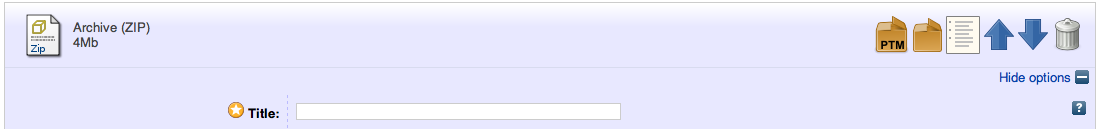 Zip
Archive (ZIP)
4Mb
PTM
Hide options
Title:
?